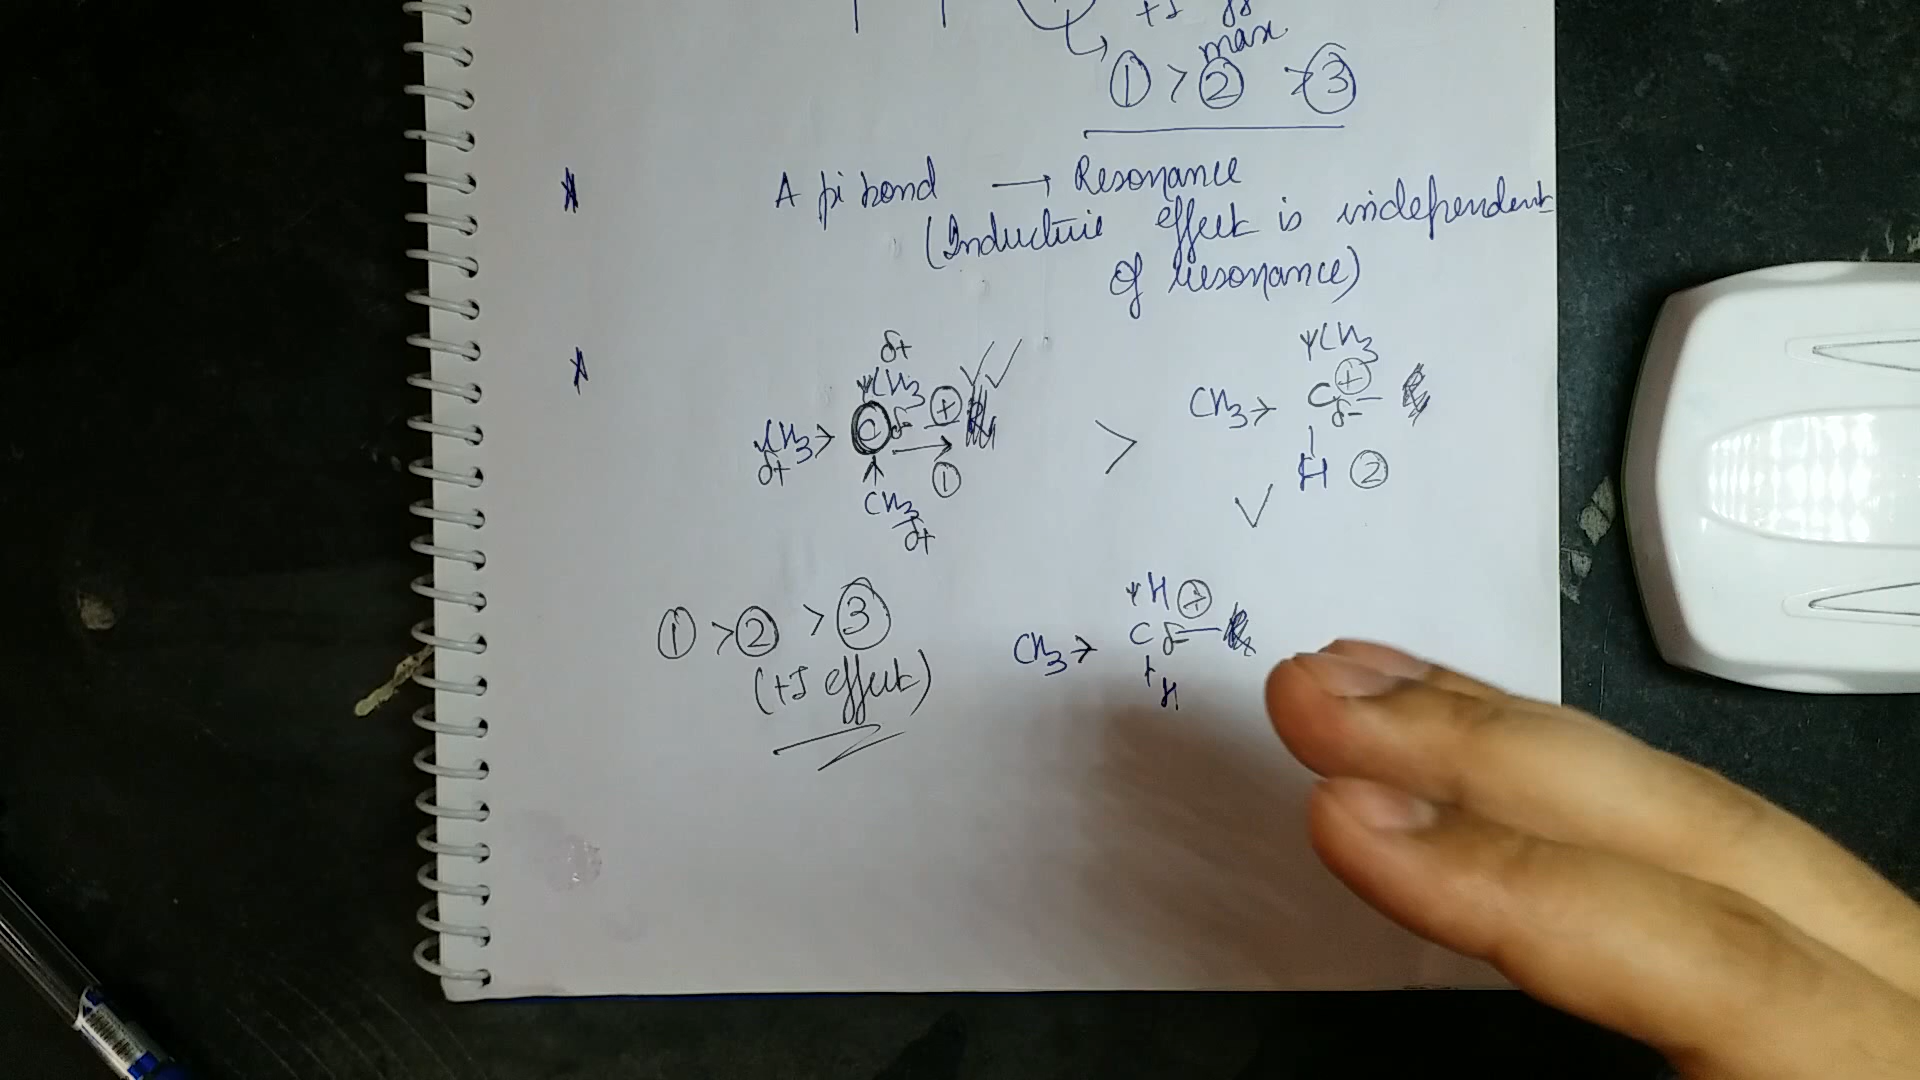 +I
max
① > ② > ③
* A pi bond → Resonance
(Inductive effect is independent
of resonance)
*
δ+
CH3
CH3 > C δ- ⊕
δ+
→
①
CH3
δ+
>
CH3
CH3 > C ⊕
δ-
H ②
① > ② > ③
(+I effect)
H ⊕
CH3 > C δ-
H